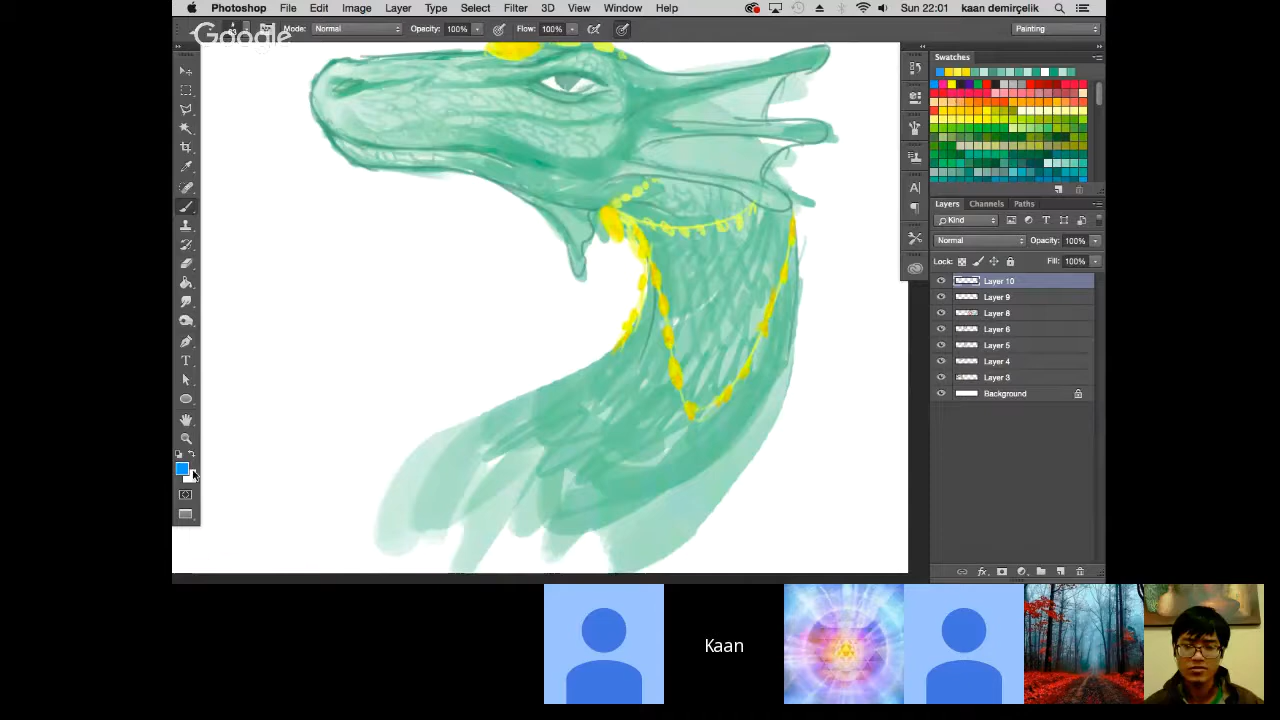 Photoshop File Edit Image Layer Type Select Filter 3D View Window Help Sun 22:01 kaan demirçelik
Google
Mode: Normal Opacity: 100% Flow: 100% Painting
Swatches
Layers Channels Paths
Kind
Normal Opacity: 100%
Lock: Fill: 100%
Layer 10
Layer 9
Layer 8
Layer 6
Layer 5
Layer 4
Layer 3
Background
Kaan